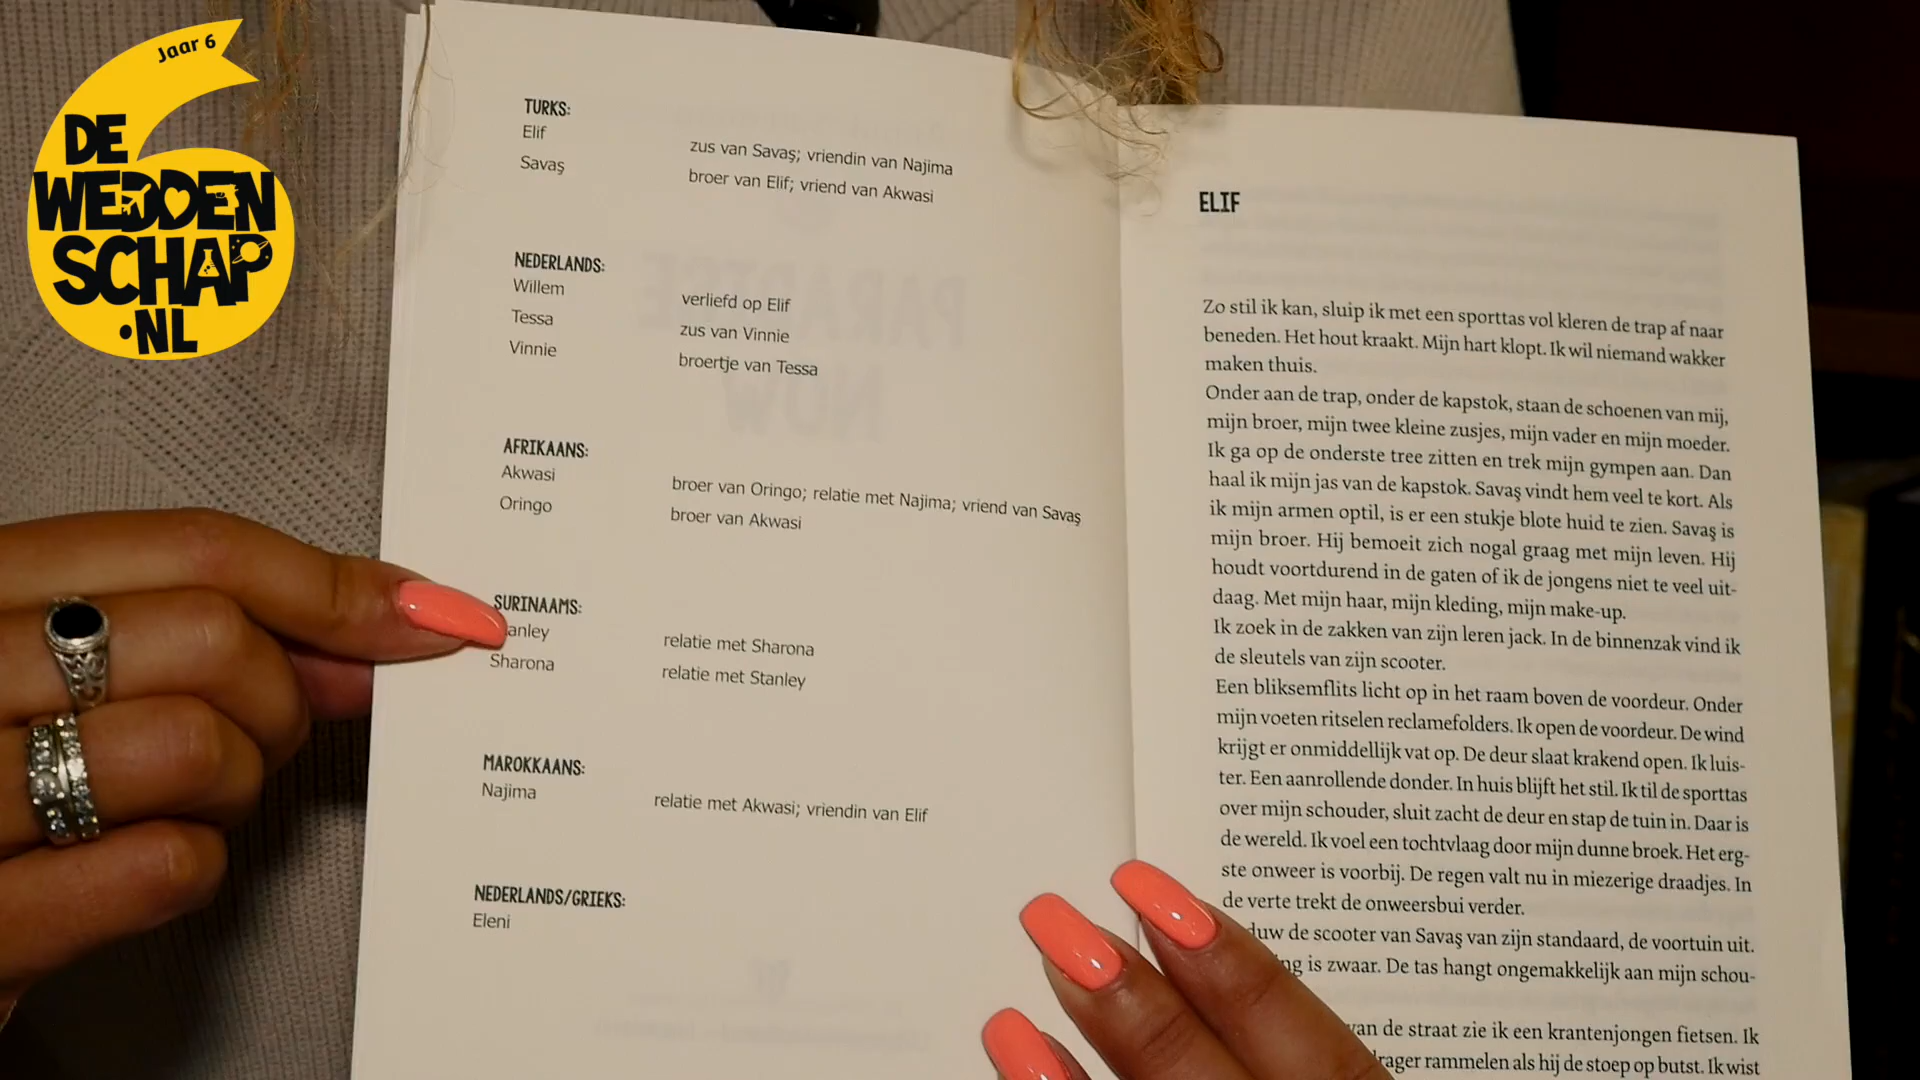 Jaar 6
DE
WEDDEN
SCHAP
.NL
TURKS:
Elif zus van Savaş; vriendin van Najima
Savaş broer van Elif; vriend van Akwasi
NEDERLANDS:
Willem verliefd op Elif
Tessa zus van Vinnie
Vinnie broertje van Tessa
AFRIKAANS:
Akwasi broer van Oringo; relatie met Najima; vriend van Savaş
Oringo broer van Akwasi
SURINAAMS:
anley relatie met Sharona
Sharona relatie met Stanley
MAROKKAANS:
Najima relatie met Akwasi; vriendin van Elif
NEDERLANDS/GRIEKS:
Eleni
PARADISE
NOW
ELIF
Zo stil ik kan, sluip ik met een sporttas vol kleren de trap af naar
beneden. Het hout kraakt. Mijn hart klopt. Ik wil niemand wakker
maken thuis.
Onder aan de trap, onder de kapstok, staan de schoenen van mij,
mijn broer, mijn twee kleine zusjes, mijn vader en mijn moeder.
Ik ga op de onderste tree zitten en trek mijn gympen aan. Dan
haal ik mijn jas van de kapstok. Savaş vindt hem veel te kort. Als
ik mijn armen optil, is er een stukje blote huid te zien. Savaş is
mijn broer. Hij bemoeit zich nogal graag met mijn leven. Hij
houdt voortdurend in de gaten of ik de jongens niet te veel uit-
daag. Met mijn haar, mijn kleding, mijn make-up.
Ik zoek in de zakken van zijn leren jack. In de binnenzak vind ik
de sleutels van zijn scooter.
Een bliksemflits licht op in het raam boven de voordeur. Onder
mijn voeten ritselen reclamefolders. Ik open de voordeur. De wind
krijgt er onmiddellijk vat op. De deur slaat krakend open. Ik luis-
ter. Een aanrollende donder. In huis blijft het stil. Ik til de sporttas
over mijn schouder, sluit zacht de deur en stap de tuin in. Daar is
de wereld. Ik voel een tochtvlaag door mijn dunne broek. Het erg-
ste onweer is voorbij. De regen valt nu in miezerige draadjes. In
de verte trekt de onweersbui verder.
duw de scooter van Savaş van zijn standaard, de voortuin uit.
ng is zwaar. De tas hangt ongemakkelijk aan mijn schou-
van de straat zie ik een krantenjongen fietsen. Ik
drager rammelen als hij de stoep op butst. Ik wist